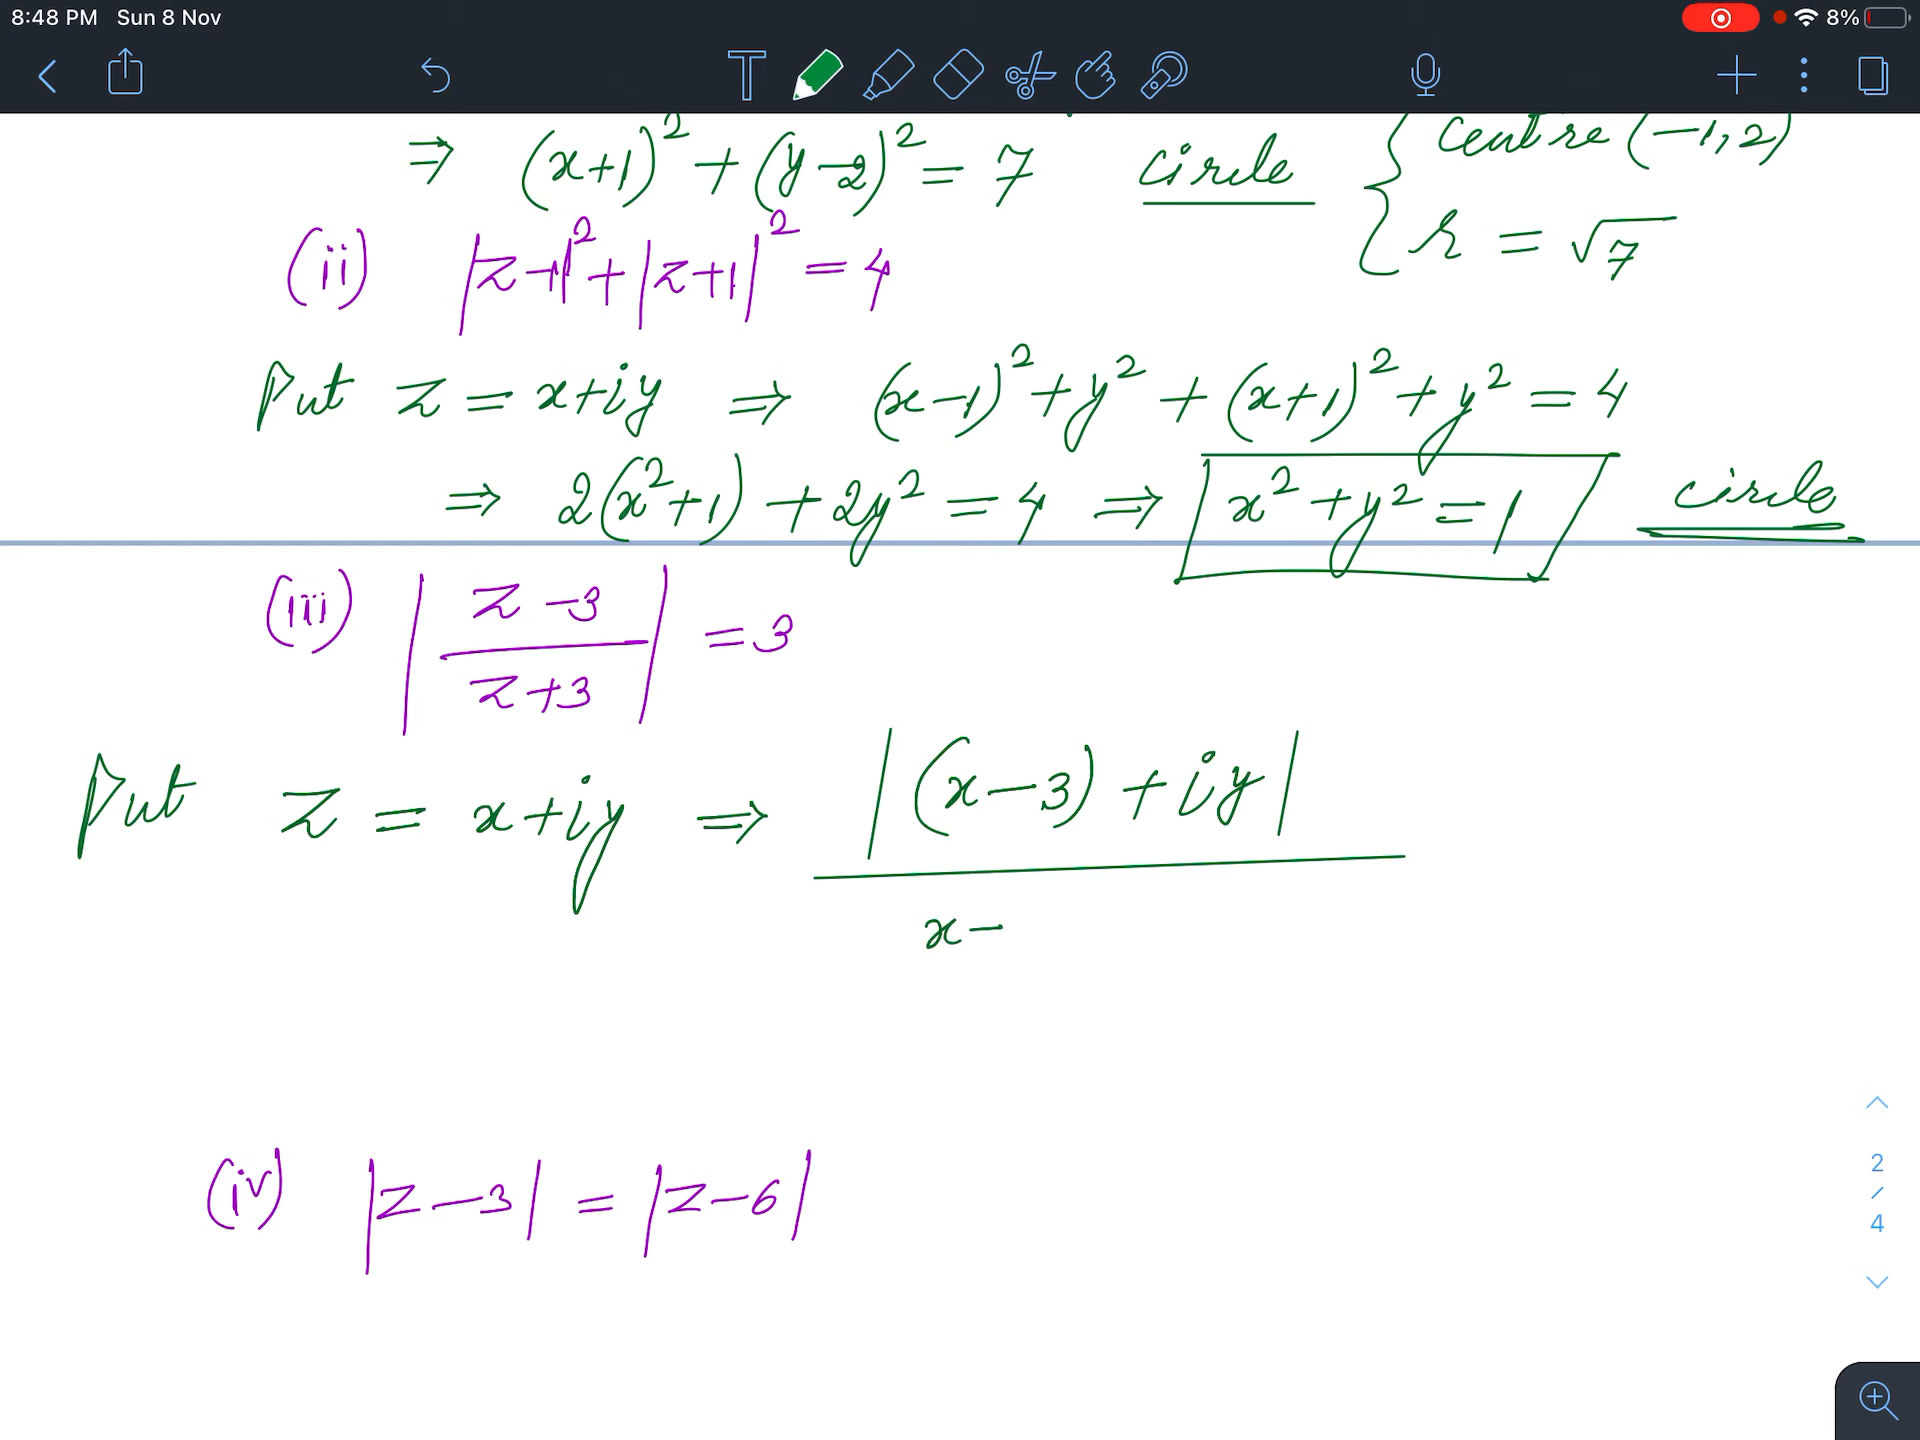 8:48 PM Sun 8 Nov 8%
T
⇒ (x+1)² + (y-2)² = 7 circle { centre (-1,2)
r = √7
(ii) |z-1|² + |z+1|² = 4
Put z = x+iy ⇒ (x-1)² + y² + (x+1)² + y² = 4
⇒ 2(x²+1) + 2y² = 4 ⇒ x² + y² = 1 circle
(iii) | z-3 / z+3 | = 3
Put z = x+iy ⇒ |(x-3) + iy|
x-
(iv) |z-3| = |z-6|
2
/
4